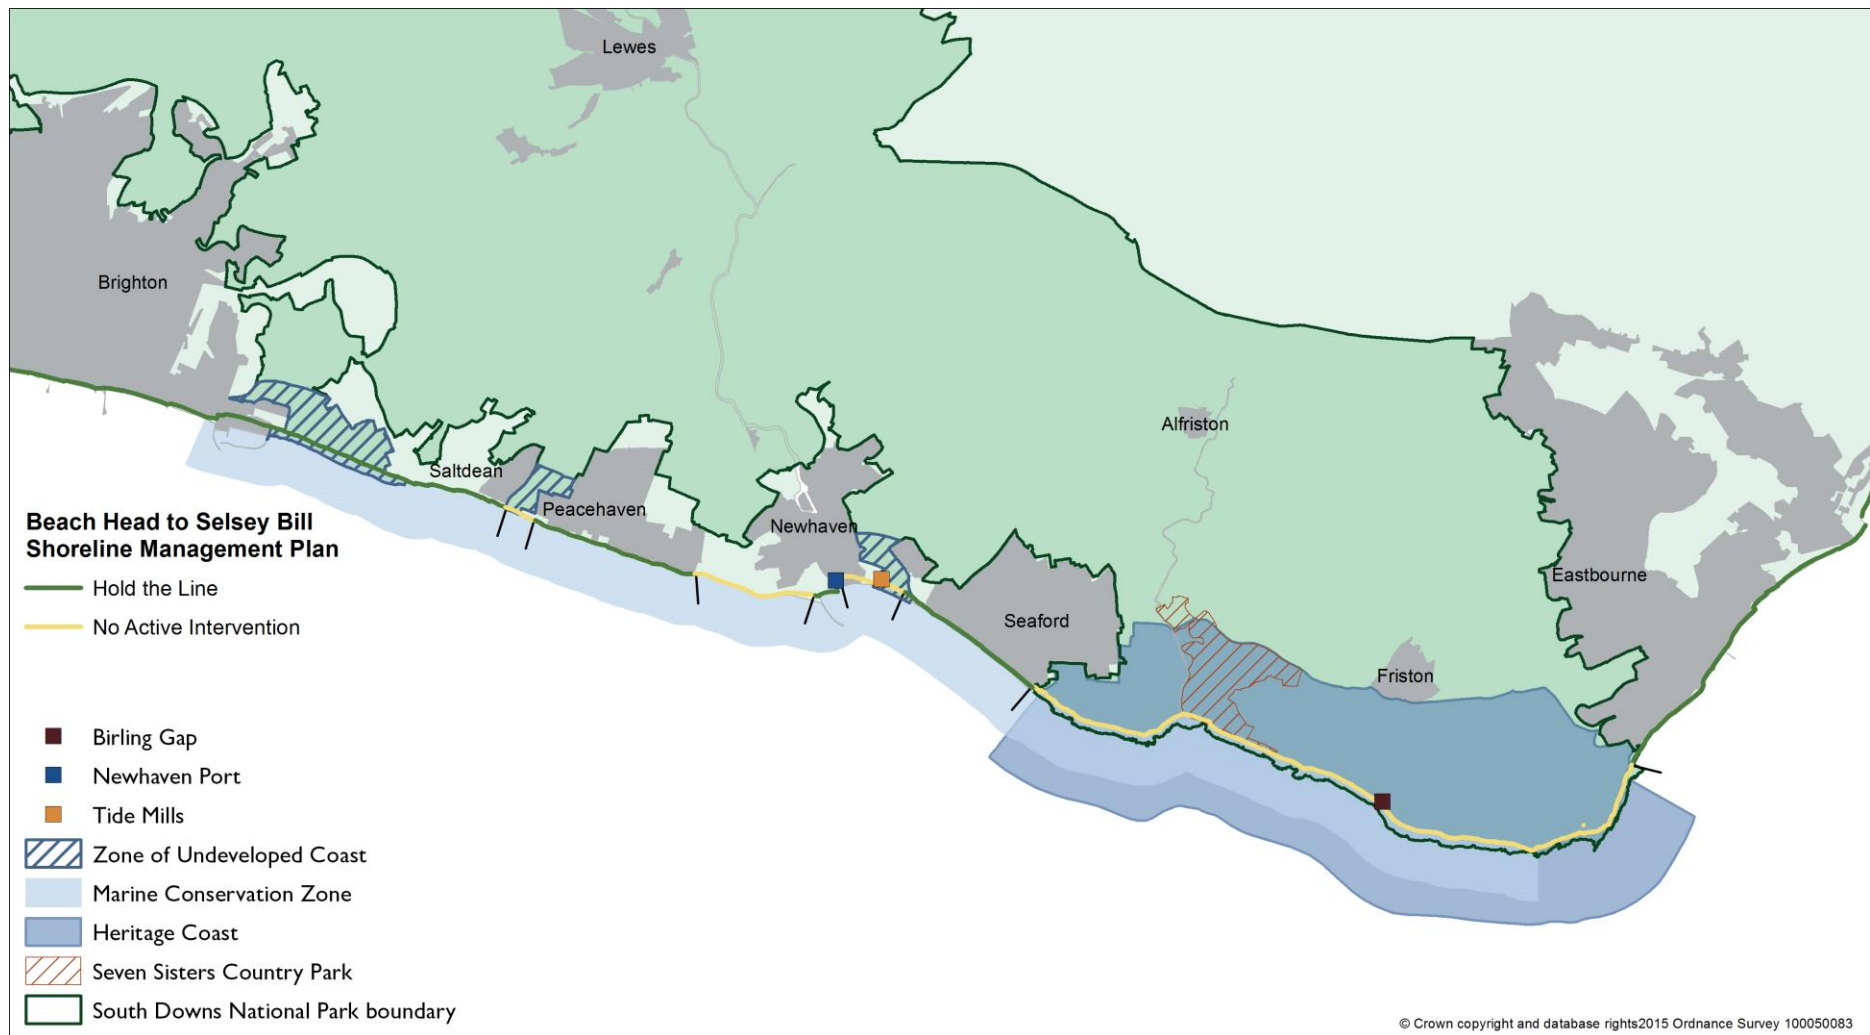 Lewes
Brighton
Alfriston
Saltdean
Peacehaven
Newhaven
Eastbourne
Seaford
Friston
Beach Head to Selsey Bill
Shoreline Management Plan
Hold the Line
No Active Intervention
Birling Gap
Newhaven Port
Tide Mills
Zone of Undeveloped Coast
Marine Conservation Zone
Heritage Coast
Seven Sisters Country Park
South Downs National Park boundary
© Crown copyright and database rights2015 Ordnance Survey 100050083